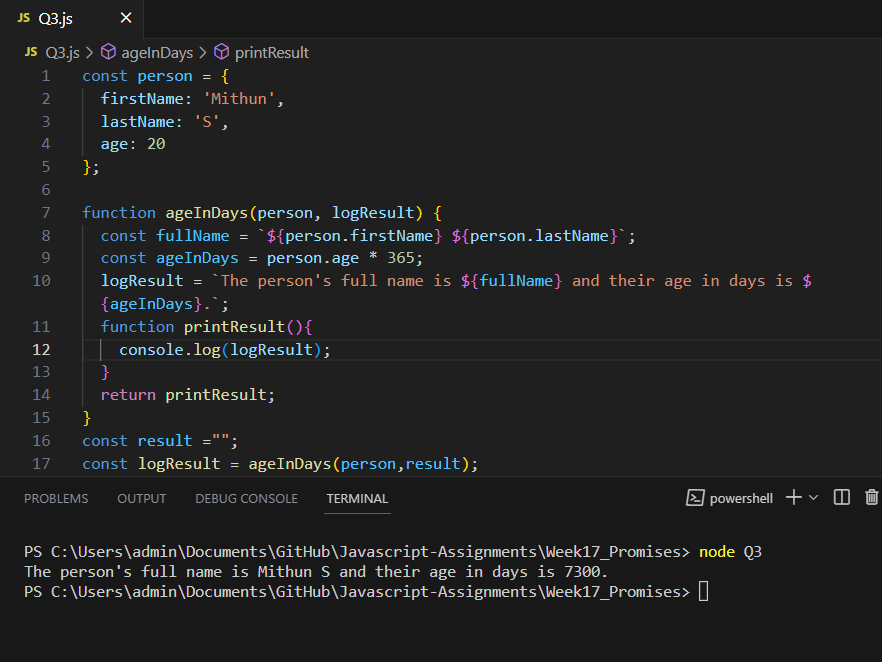 JS Q3.js ×
JS Q3.js > ageInDays > printResult
1 const person = {
2 firstName: 'Mithun',
3 lastName: 'S',
4 age: 20
5 };
6
7 function ageInDays(person, logResult) {
8 const fullName = `${person.firstName} ${person.lastName}`;
9 const ageInDays = person.age * 365;
10 logResult = `The person's full name is ${fullName} and their age in days is $
{ageInDays}.`;
11 function printResult(){
12 console.log(logResult);
13 }
14 return printResult;
15 }
16 const result ="";
17 const logResult = ageInDays(person,result);
PROBLEMS OUTPUT DEBUG CONSOLE TERMINAL powershell
PS C:\Users\admin\Documents\GitHub\Javascript-Assignments\Week17_Promises> node Q3
The person's full name is Mithun S and their age in days is 7300.
PS C:\Users\admin\Documents\GitHub\Javascript-Assignments\Week17_Promises>